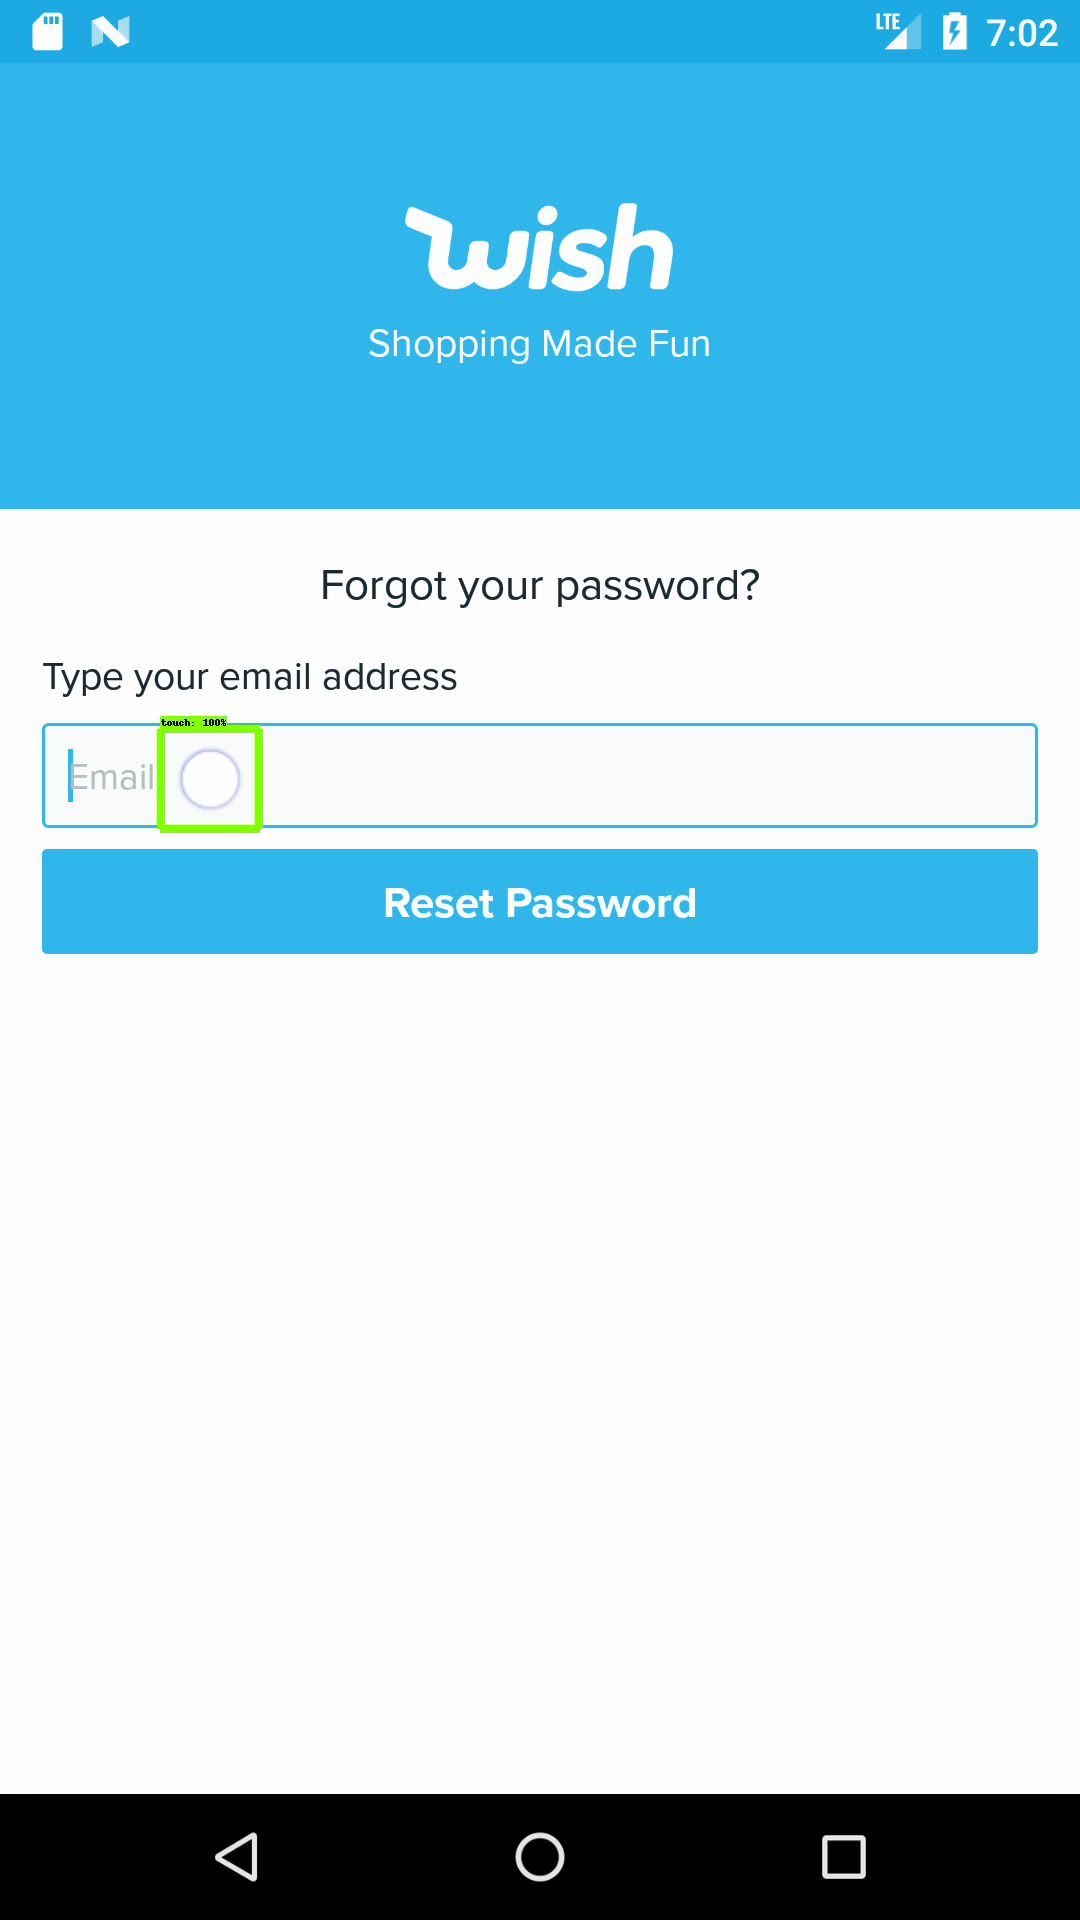 LTE 7:02
wish
Shopping Made Fun
Forgot your password?
Type your email address
touch: 100%
Email
Reset Password